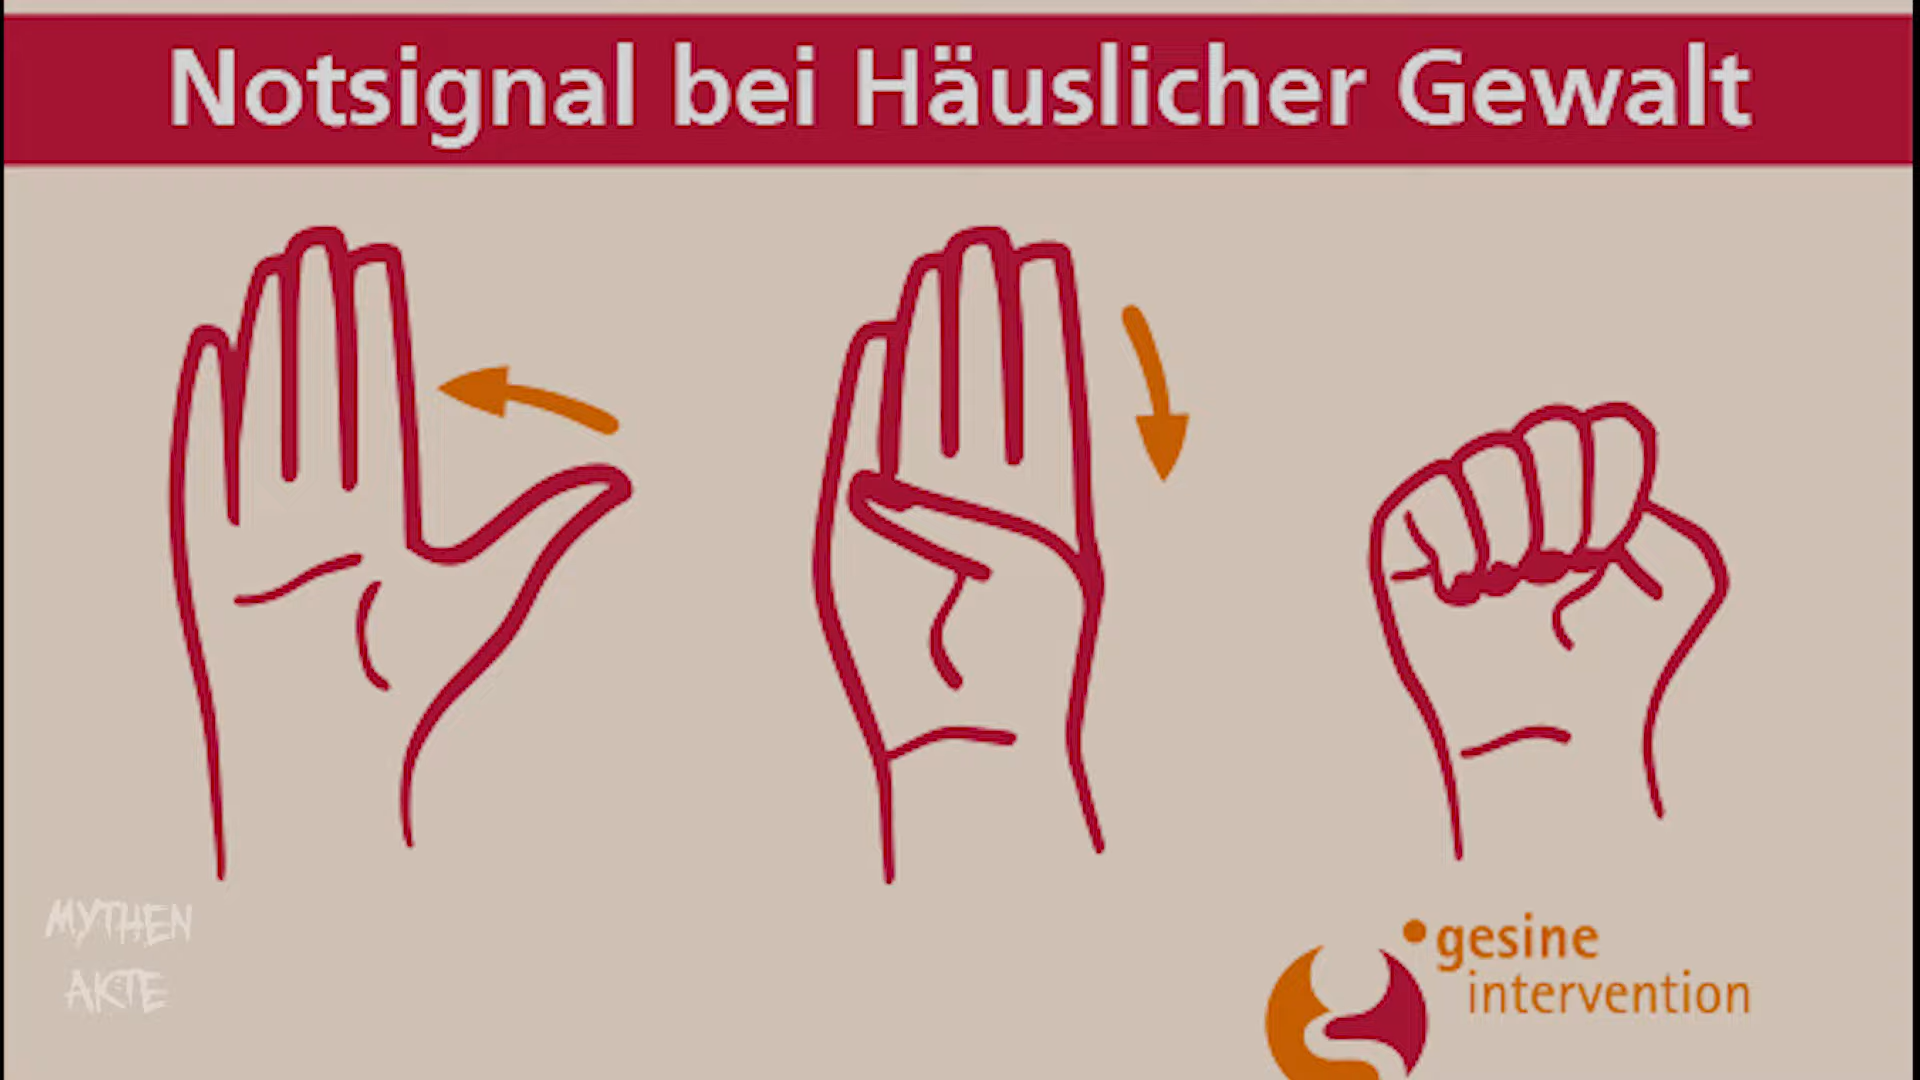 Notsignal bei Häuslicher Gewalt
MYTHEN
AKTE
gesine
intervention